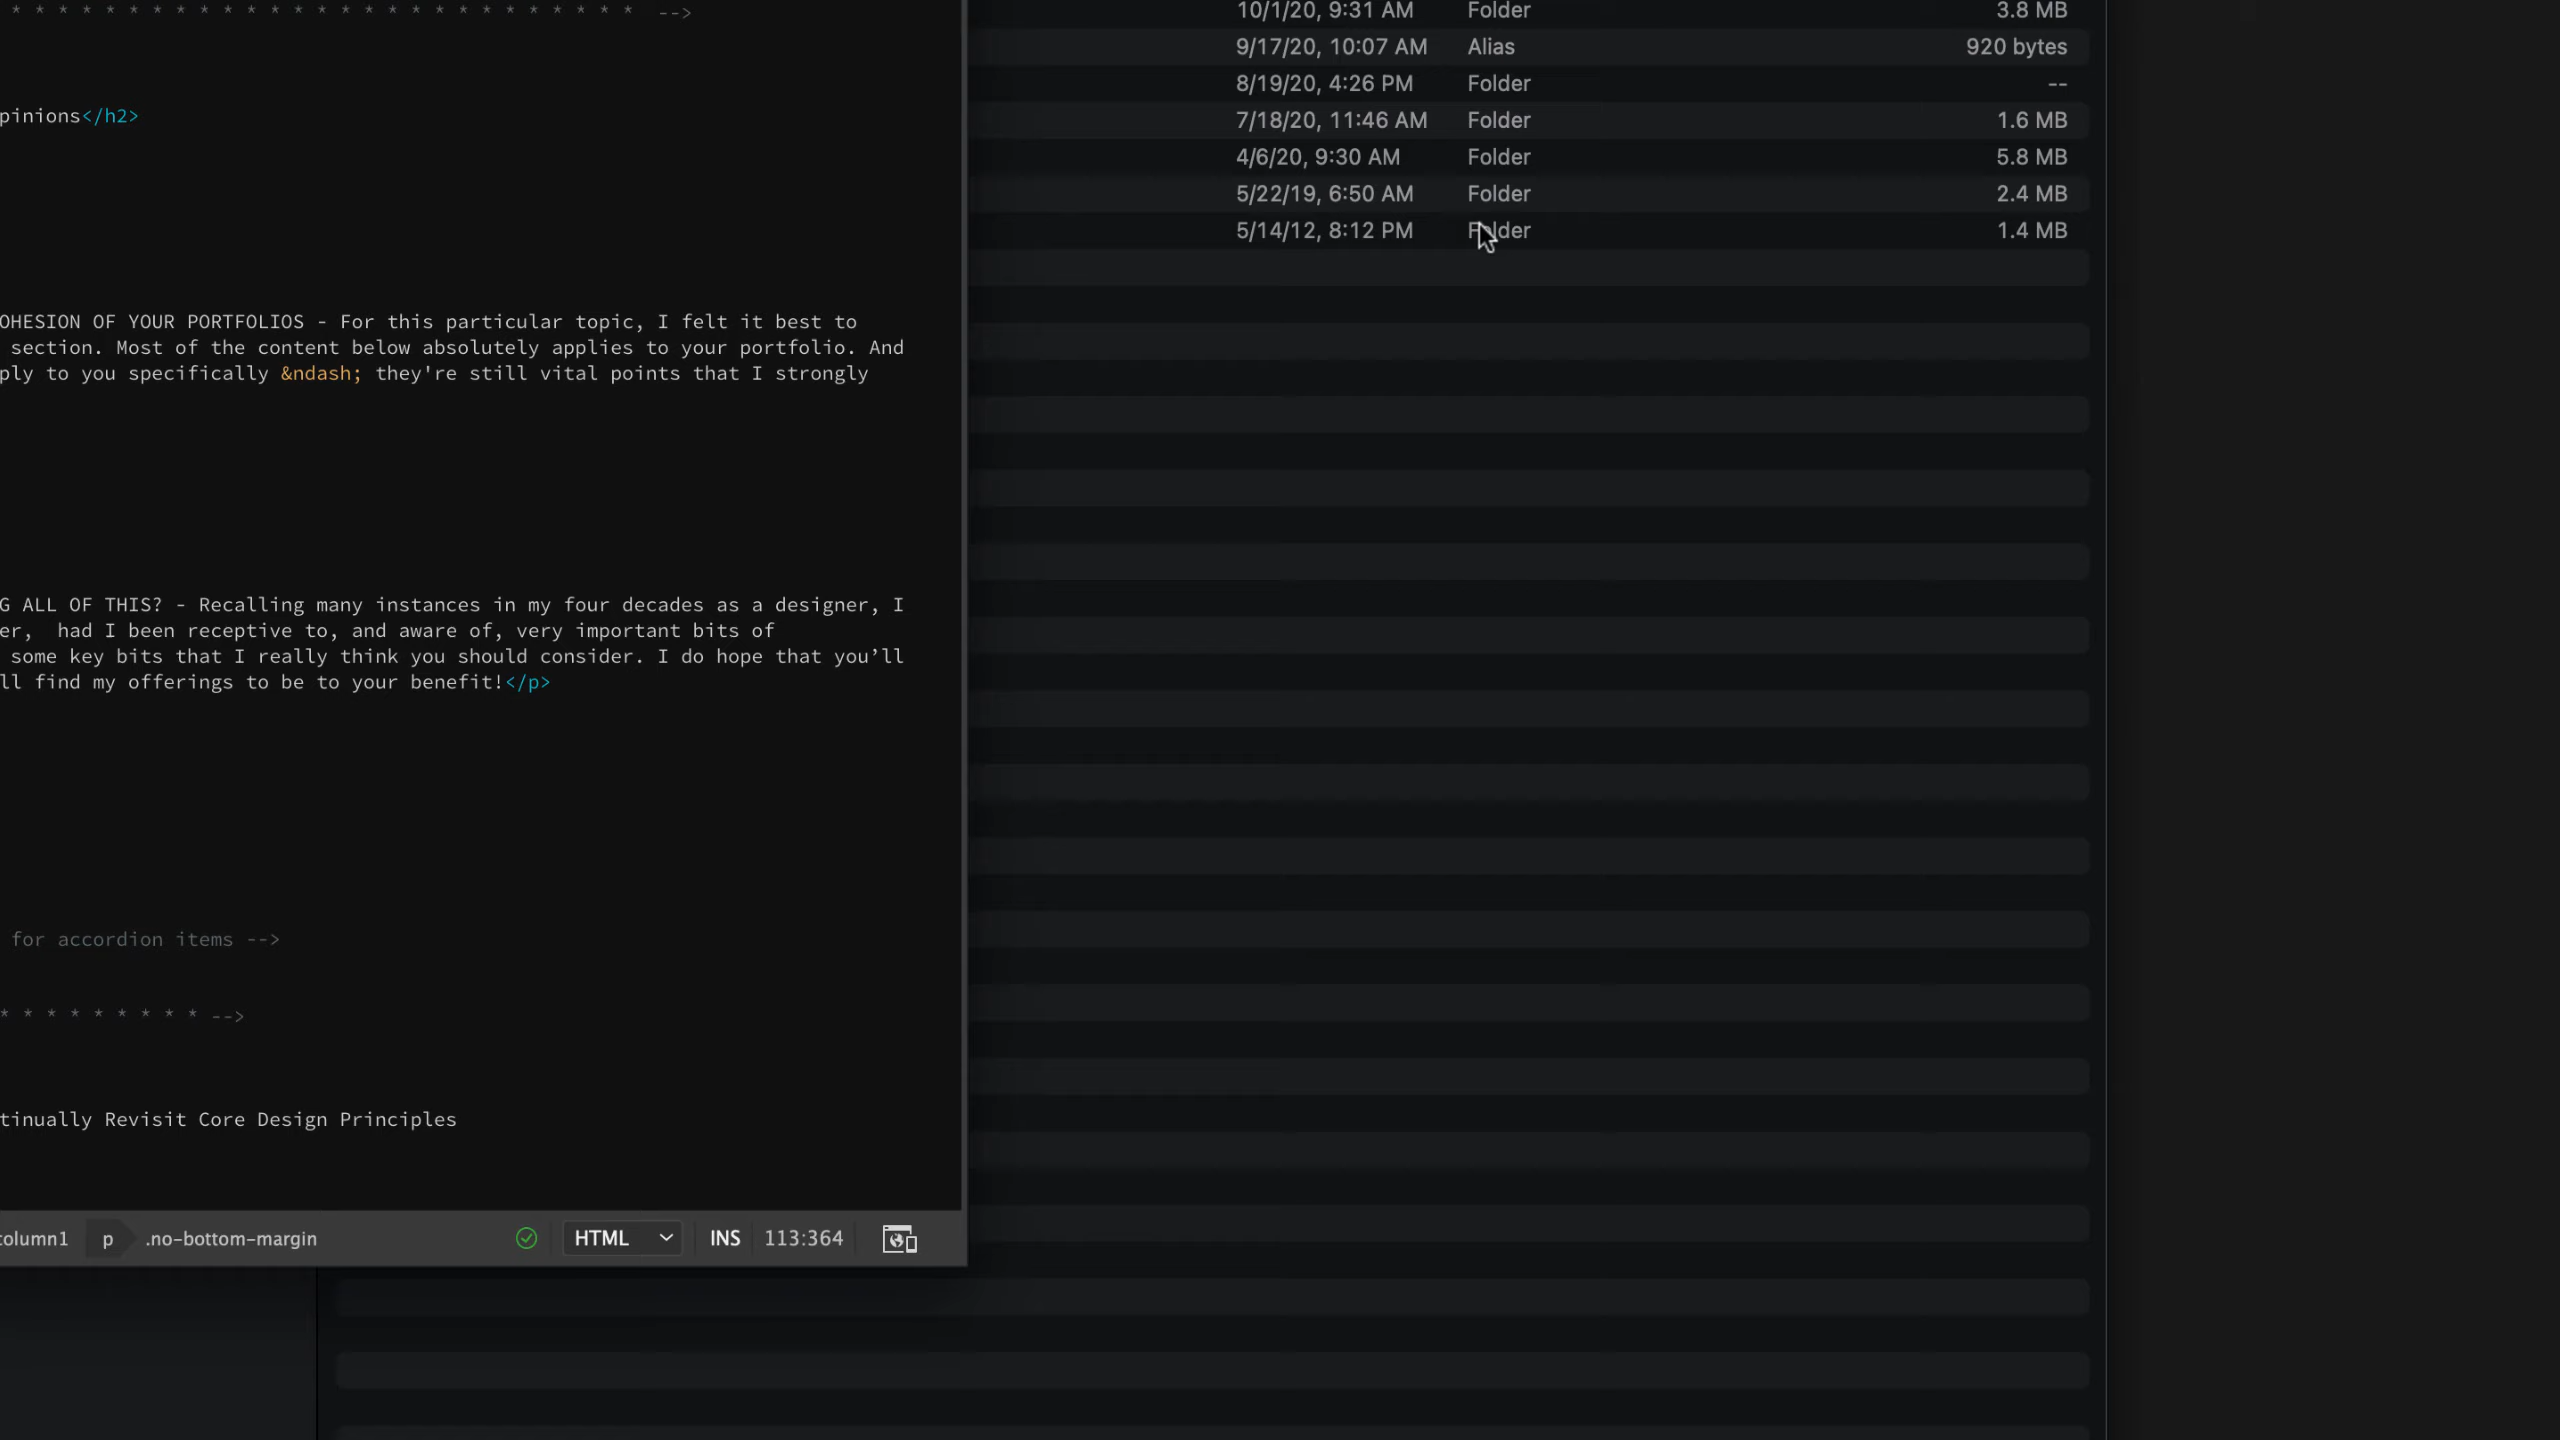 * * * * * * * * * * * * * * * * * * * * * * * * * * * -->
pinions</h2>
OHESION OF YOUR PORTFOLIOS - For this particular topic, I felt it best to
section. Most of the content below absolutely applies to your portfolio. And
ply to you specifically &ndash; they're still vital points that I strongly
G ALL OF THIS? - Recalling many instances in my four decades as a designer, I
er,  had I been receptive to, and aware of, very important bits of
some key bits that I really think you should consider. I do hope that you’ll
ll find my offerings to be to your benefit!</p>
for accordion items -->
* * * * * * * * * -->
tinually Revisit Core Design Principles
olumn1 p .no-bottom-margin HTML INS 113:364
10/1/20, 9:31 AM Folder 3.8 MB
9/17/20, 10:07 AM Alias 920 bytes
8/19/20, 4:26 PM Folder --
7/18/20, 11:46 AM Folder 1.6 MB
4/6/20, 9:30 AM Folder 5.8 MB
5/22/19, 6:50 AM Folder 2.4 MB
5/14/12, 8:12 PM Folder 1.4 MB